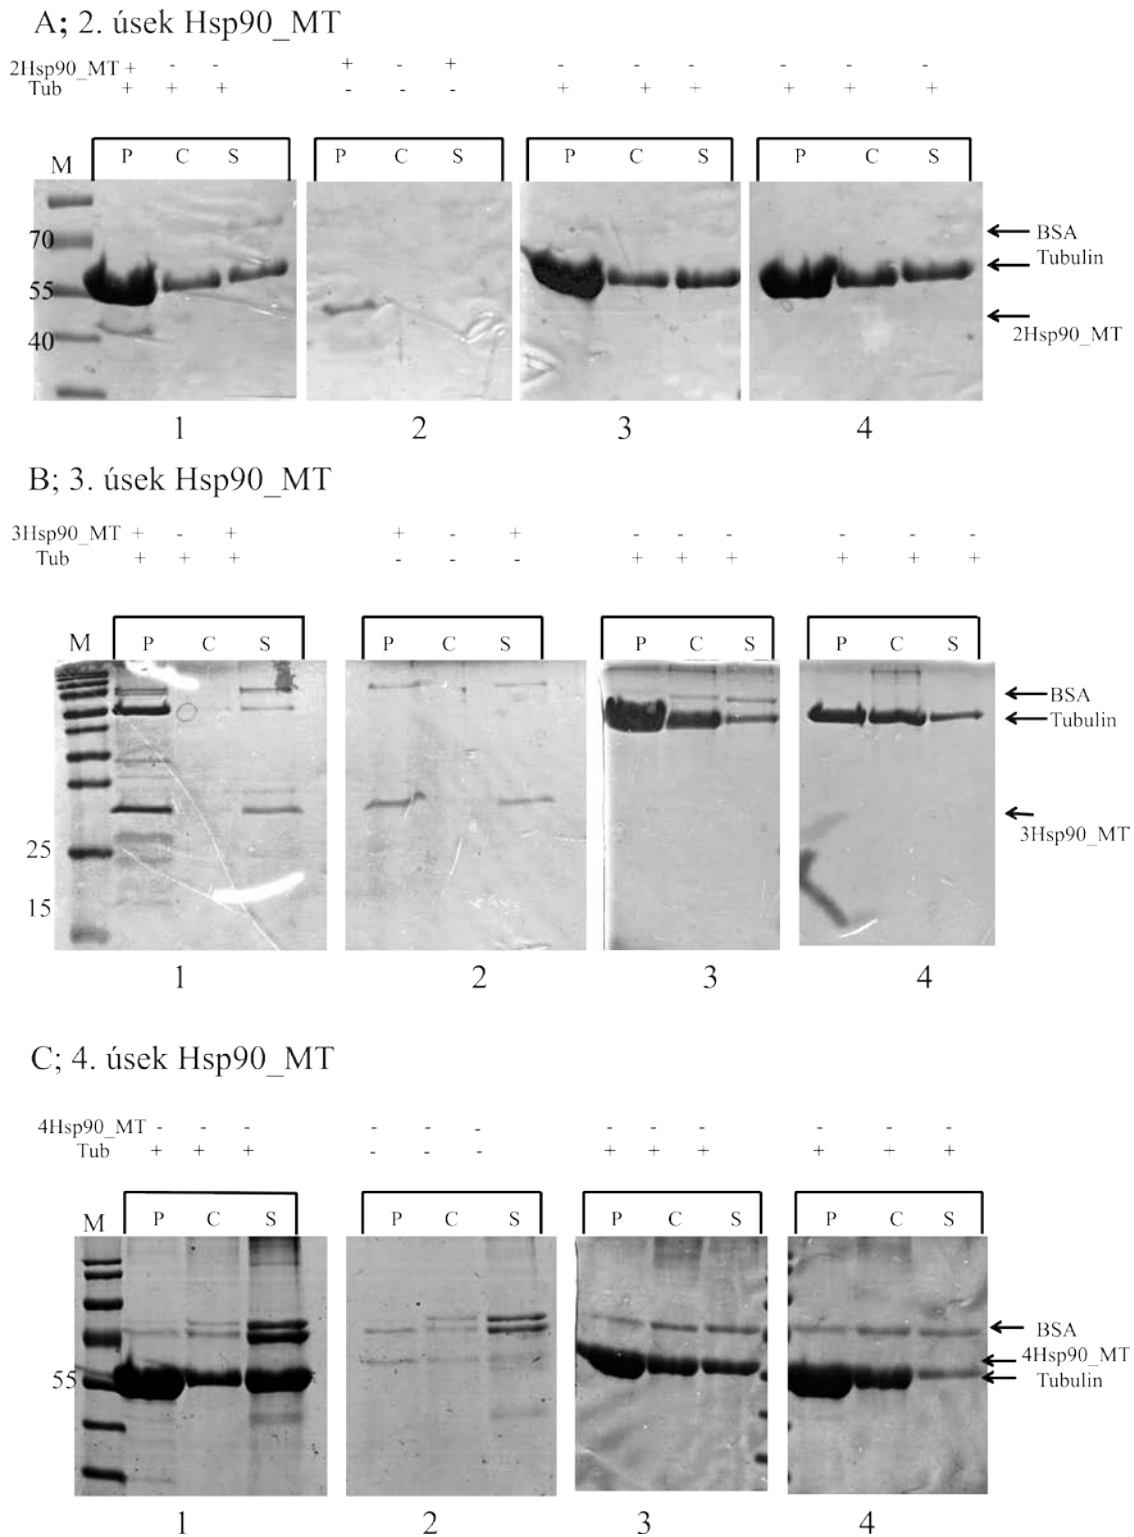 A; 2. úsek Hsp90_MT
2Hsp90_MT + - - + - + - - - - - -
Tub + + + - - - + + + + + +
M P C S P C S P C S P C S
70
55
40
BSA
Tubulin
2Hsp90_MT
1 2 3 4
B; 3. úsek Hsp90_MT
3Hsp90_MT + - + + - + - - - - - -
Tub + + + - - - + + + + + +
M P C S P C S P C S P C S
25
15
BSA
Tubulin
3Hsp90_MT
1 2 3 4
C; 4. úsek Hsp90_MT
4Hsp90_MT - - - - - - - - - - - -
Tub + + + - - - + + + + + +
M P C S P C S P C S P C S
55
BSA
4Hsp90_MT
Tubulin
1 2 3 4